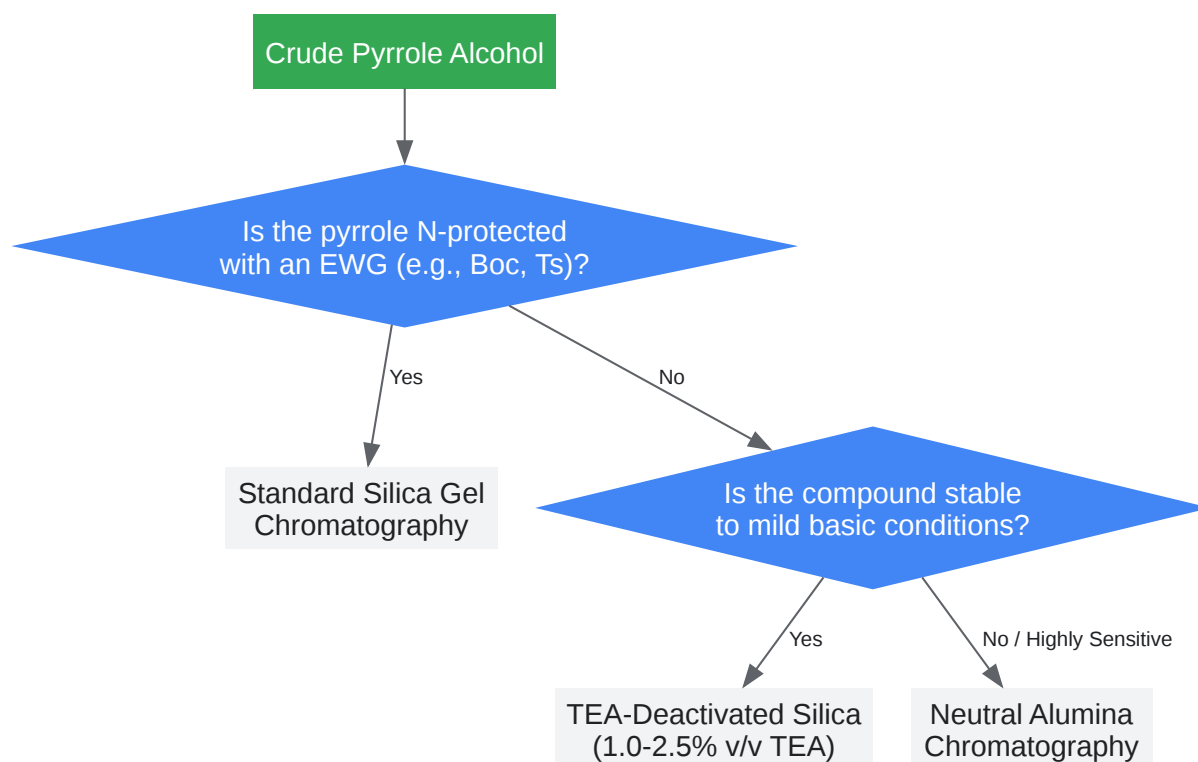 Crude Pyrrole Alcohol
Is the pyrrole N-protected
with an EWG (e.g., Boc, Ts)?
Yes
No
Standard Silica Gel
Chromatography
Is the compound stable
to mild basic conditions?
Yes
No / Highly Sensitive
TEA-Deactivated Silica
(1.0-2.5% v/v TEA)
Neutral Alumina
Chromatography